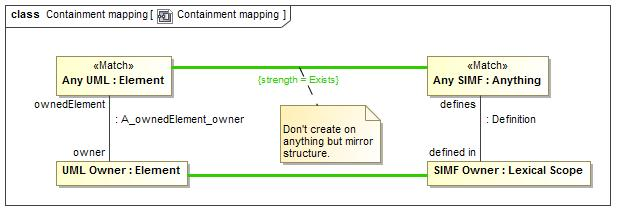 class Containment mapping [ Containment mapping ]
«Match»
Any UML : Element
«Match»
Any SIMF : Anything
{strength = Exists}
ownedElement
defines
: A_ownedElement_owner
Don't create on
anything but mirror
structure.
: Definition
owner
defined in
UML Owner : Element
SIMF Owner : Lexical Scope